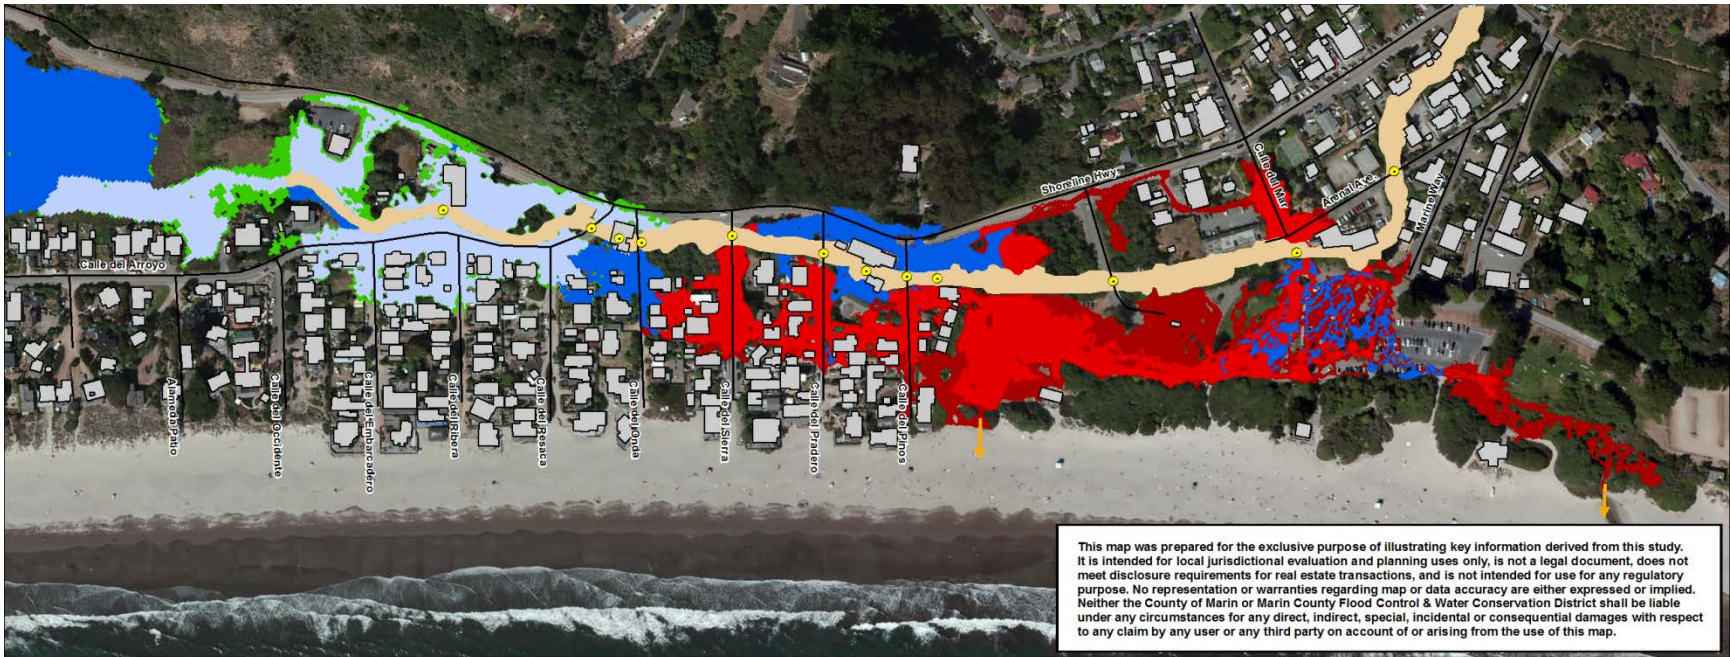 Shoreline Hwy.
Calle del Mar
Arenal Ave.
Marine Way
Calle del Arroyo
Alameda Patio
Calle del Occidente
Calle del Embarcadero
Calle del Ribera
Calle del Resaca
Calle del Onda
Calle del Sierra
Calle del Pradero
Calle del Pinos
This map was prepared for the exclusive purpose of illustrating key information derived from this study.
It is intended for local jurisdictional evaluation and planning uses only, is not a legal document, does not
meet disclosure requirements for real estate transactions, and is not intended for use for any regulatory
purpose. No representation or warranties regarding map or data accuracy are either expressed or implied.
Neither the County of Marin or Marin County Flood Control & Water Conservation District shall be liable
under any circumstances for any direct, indirect, special, incidental or consequential damages with respect
to any claim by any user or any third party on account of or arising from the use of this map.